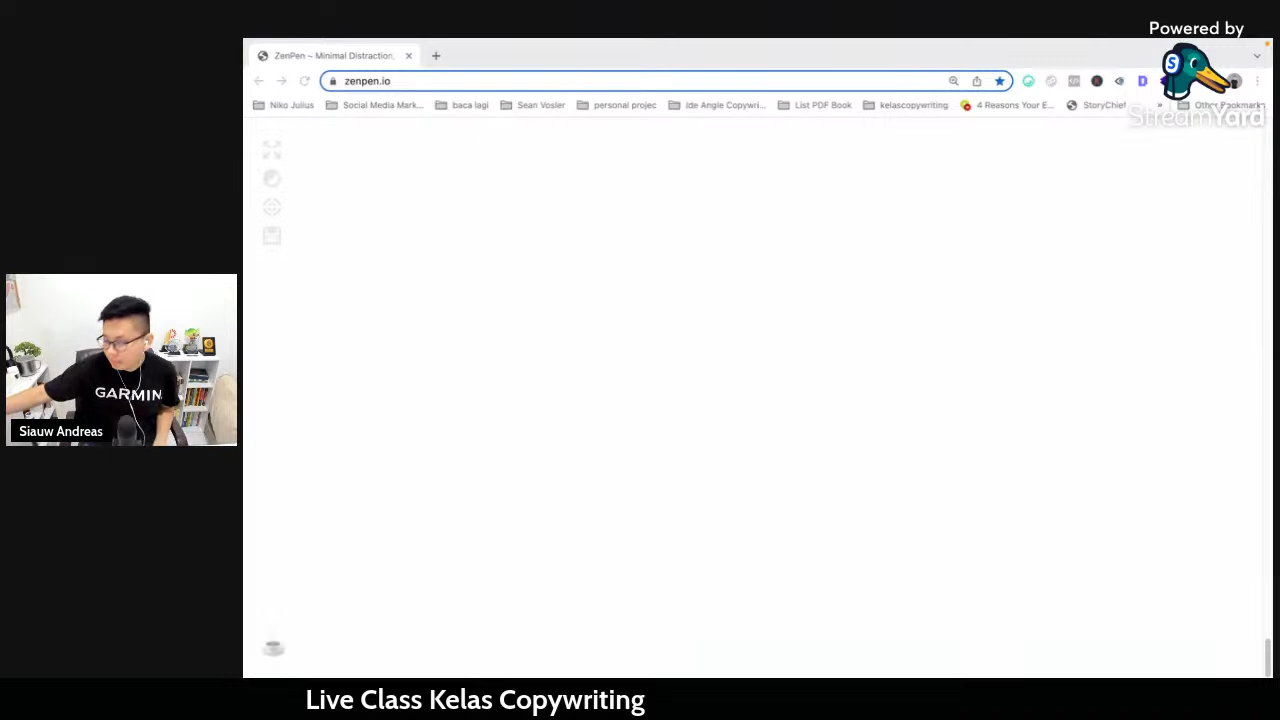 Powered by
StreamYard
ZenPen ~ Minimal Distraction,
zenpen.io
Niko Julius
Social Media Mark...
baca lagi
Sean Vosler
personal projec
Ide Angle Copywri...
List PDF Book
kelascopywriting
4 Reasons Your E...
StoryChief
»
Other Bookmark
GARMIN
Siauw Andreas
Live Class Kelas Copywriting